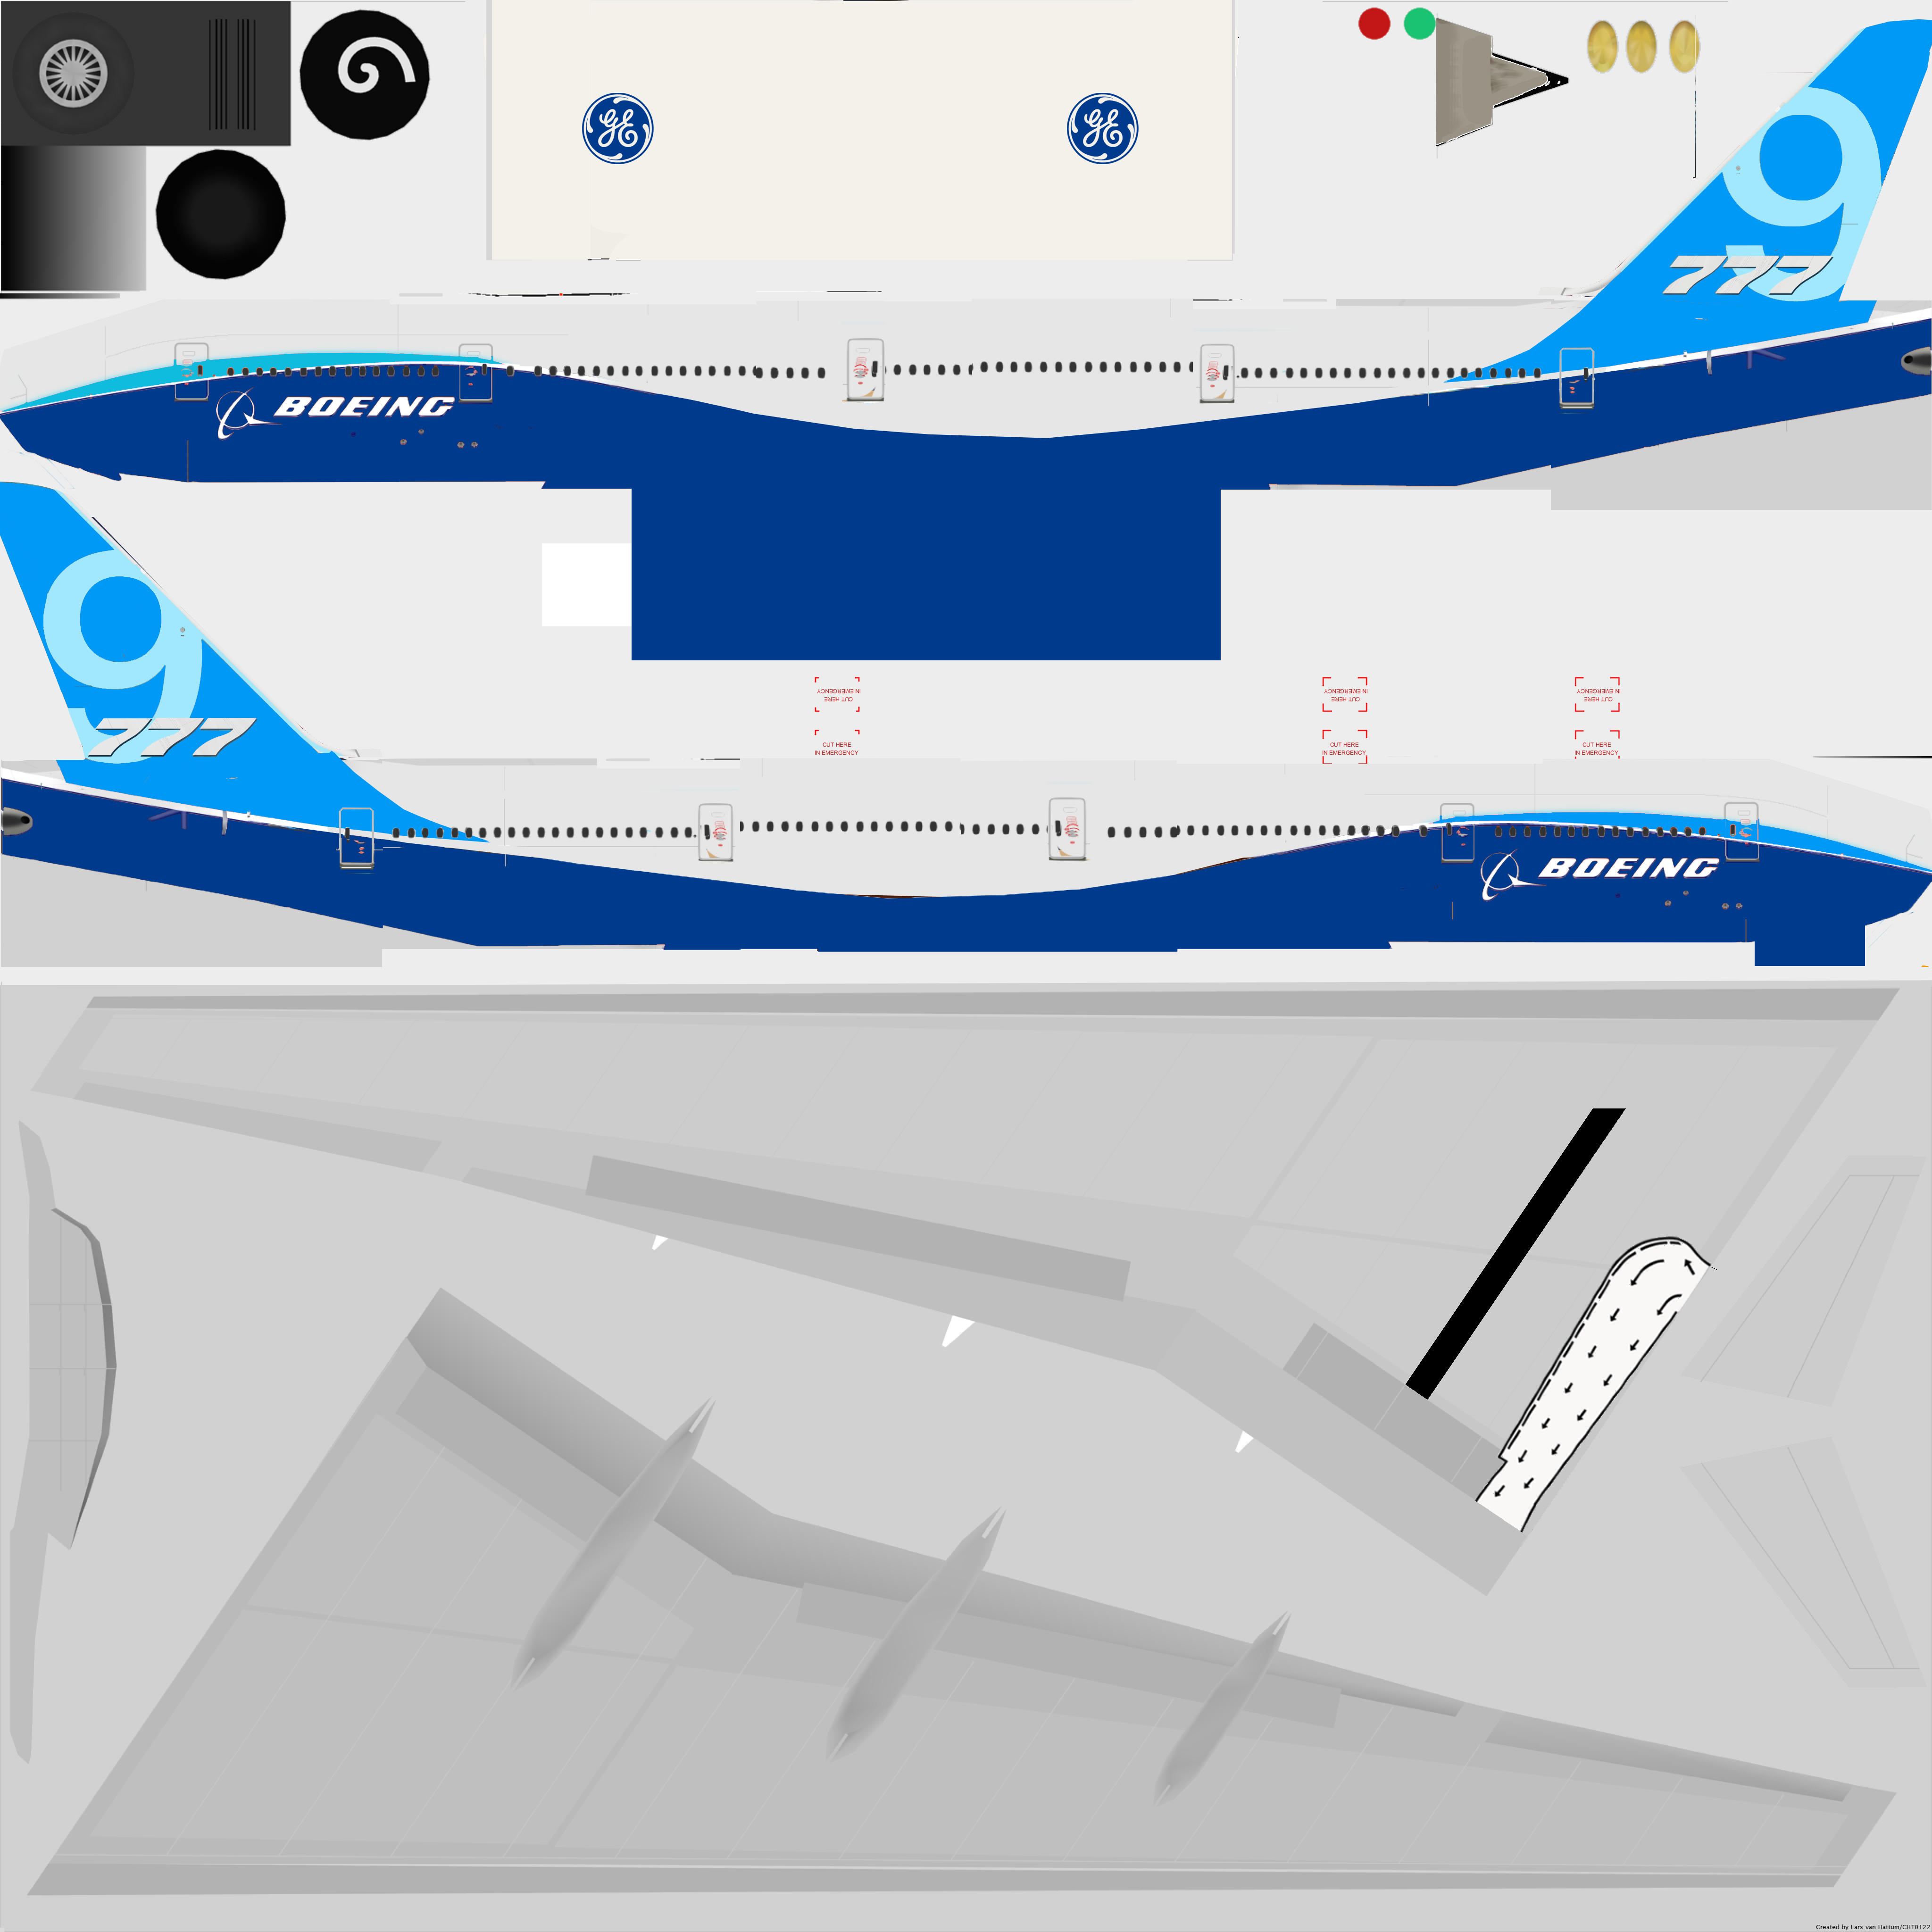 GE
GE
9
777
BOEING
9
777
CUT HERE
IN EMERGENCY
CUT HERE
IN EMERGENCY
CUT HERE
IN EMERGENCY
CUT HERE
IN EMERGENCY
CUT HERE
IN EMERGENCY
CUT HERE
IN EMERGENCY
BOEING
Created by Lars van Hattum/CHT0122